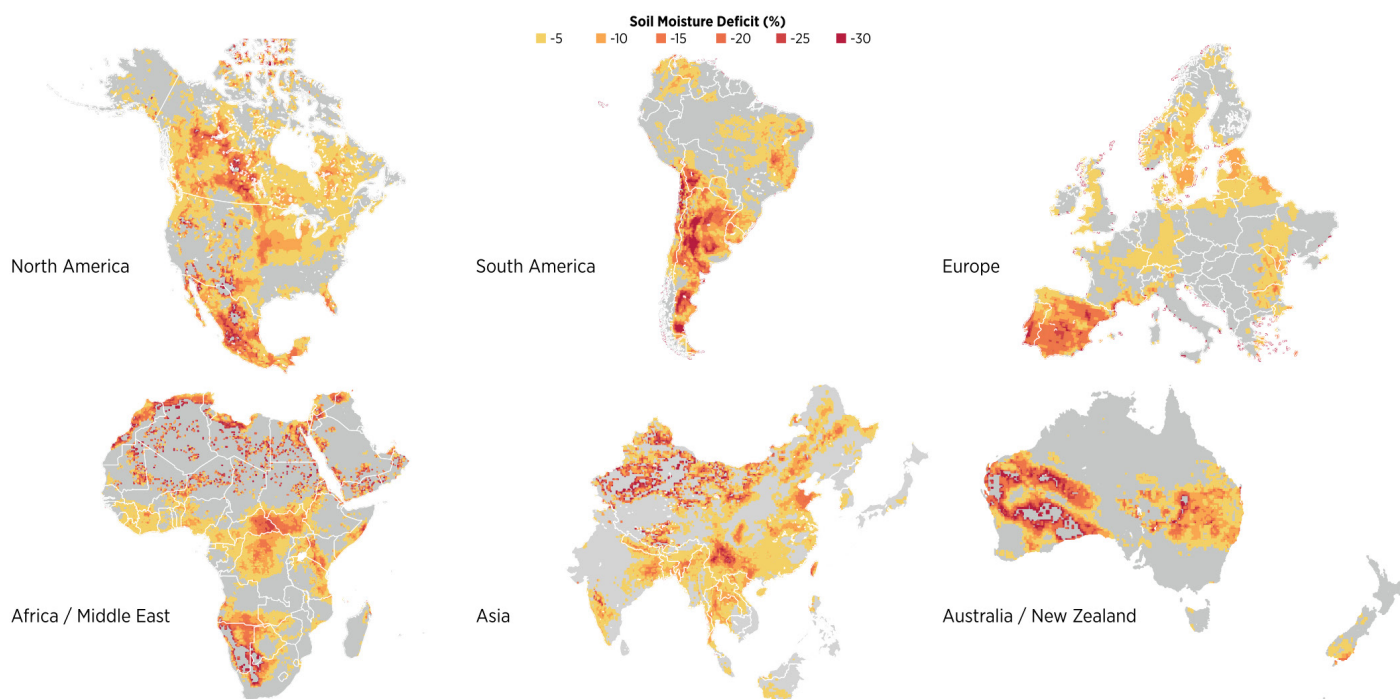 Soil Moisture Deficit (%)
-5 -10 -15 -20 -25 -30
North America
South America
Europe
Africa / Middle East
Asia
Australia / New Zealand